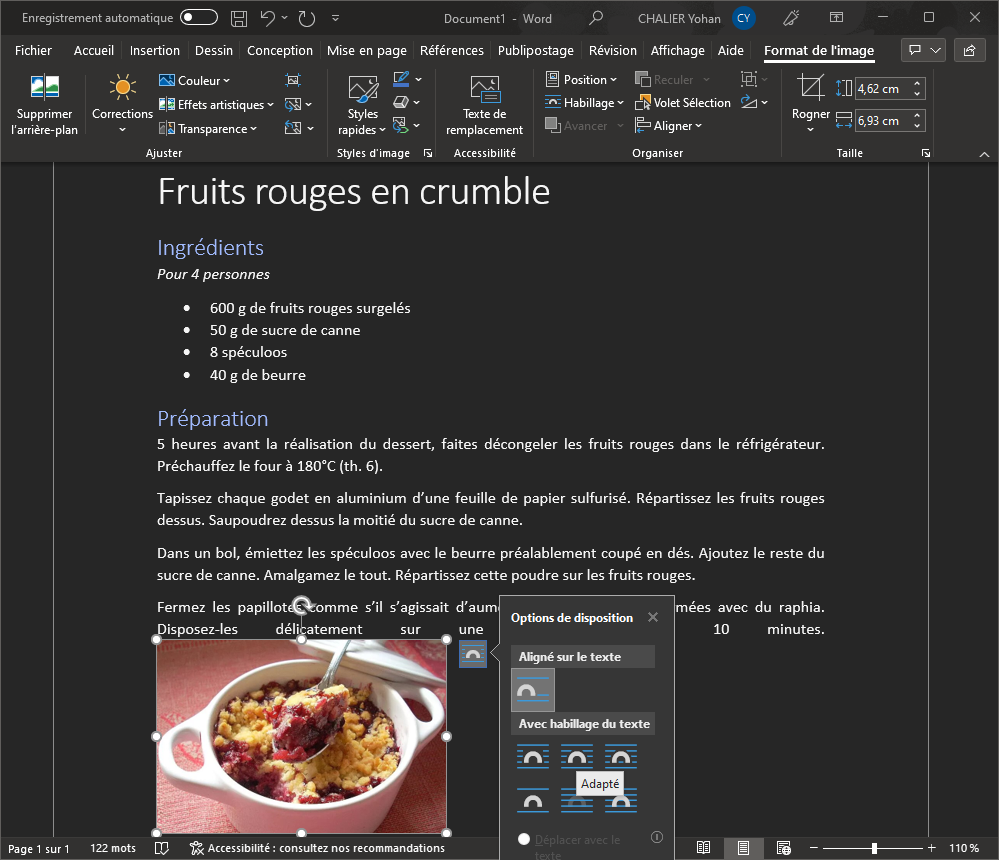 Enregistrement automatique
Document1 - Word
CHALIER Yohan
CY
Fichier Accueil Insertion Dessin Conception Mise en page Références Publipostage Révision Affichage Aide Format de l'image
Supprimer
l'arrière-plan
Corrections
Couleur
Effets artistiques
Transparence
Ajuster
Styles
rapides
Styles d'image
Texte de
remplacement
Accessibilité
Position
Habillage
Avancer
Reculer
Volet Sélection
Aligner
Organiser
Rogner
4,62 cm
6,93 cm
Taille
Fruits rouges en crumble
Ingrédients
Pour 4 personnes
• 600 g de fruits rouges surgelés
• 50 g de sucre de canne
• 8 spéculoos
• 40 g de beurre
Préparation
5 heures avant la réalisation du dessert, faites décongeler les fruits rouges dans le réfrigérateur.
Préchauffez le four à 180°C (th. 6).
Tapissez chaque godet en aluminium d'une feuille de papier sulfurisé. Répartissez les fruits rouges
dessus. Saupoudrez dessus la moitié du sucre de canne.
Dans un bol, émiettez les spéculoos avec le beurre préalablement coupé en dés. Ajoutez le reste du
sucre de canne. Amalgamez le tout. Répartissez cette poudre sur les fruits rouges.
Fermez les papillotes comme s'il s'agissait d'aum mées avec du raphia.
Disposez-les délicatement sur une 10 minutes.
Options de disposition
Aligné sur le texte
Avec habillage du texte
Adapté
Déplacer avec le
texte
Page 1 sur 1
122 mots
Accessibilité : consultez nos recommandations
110 %